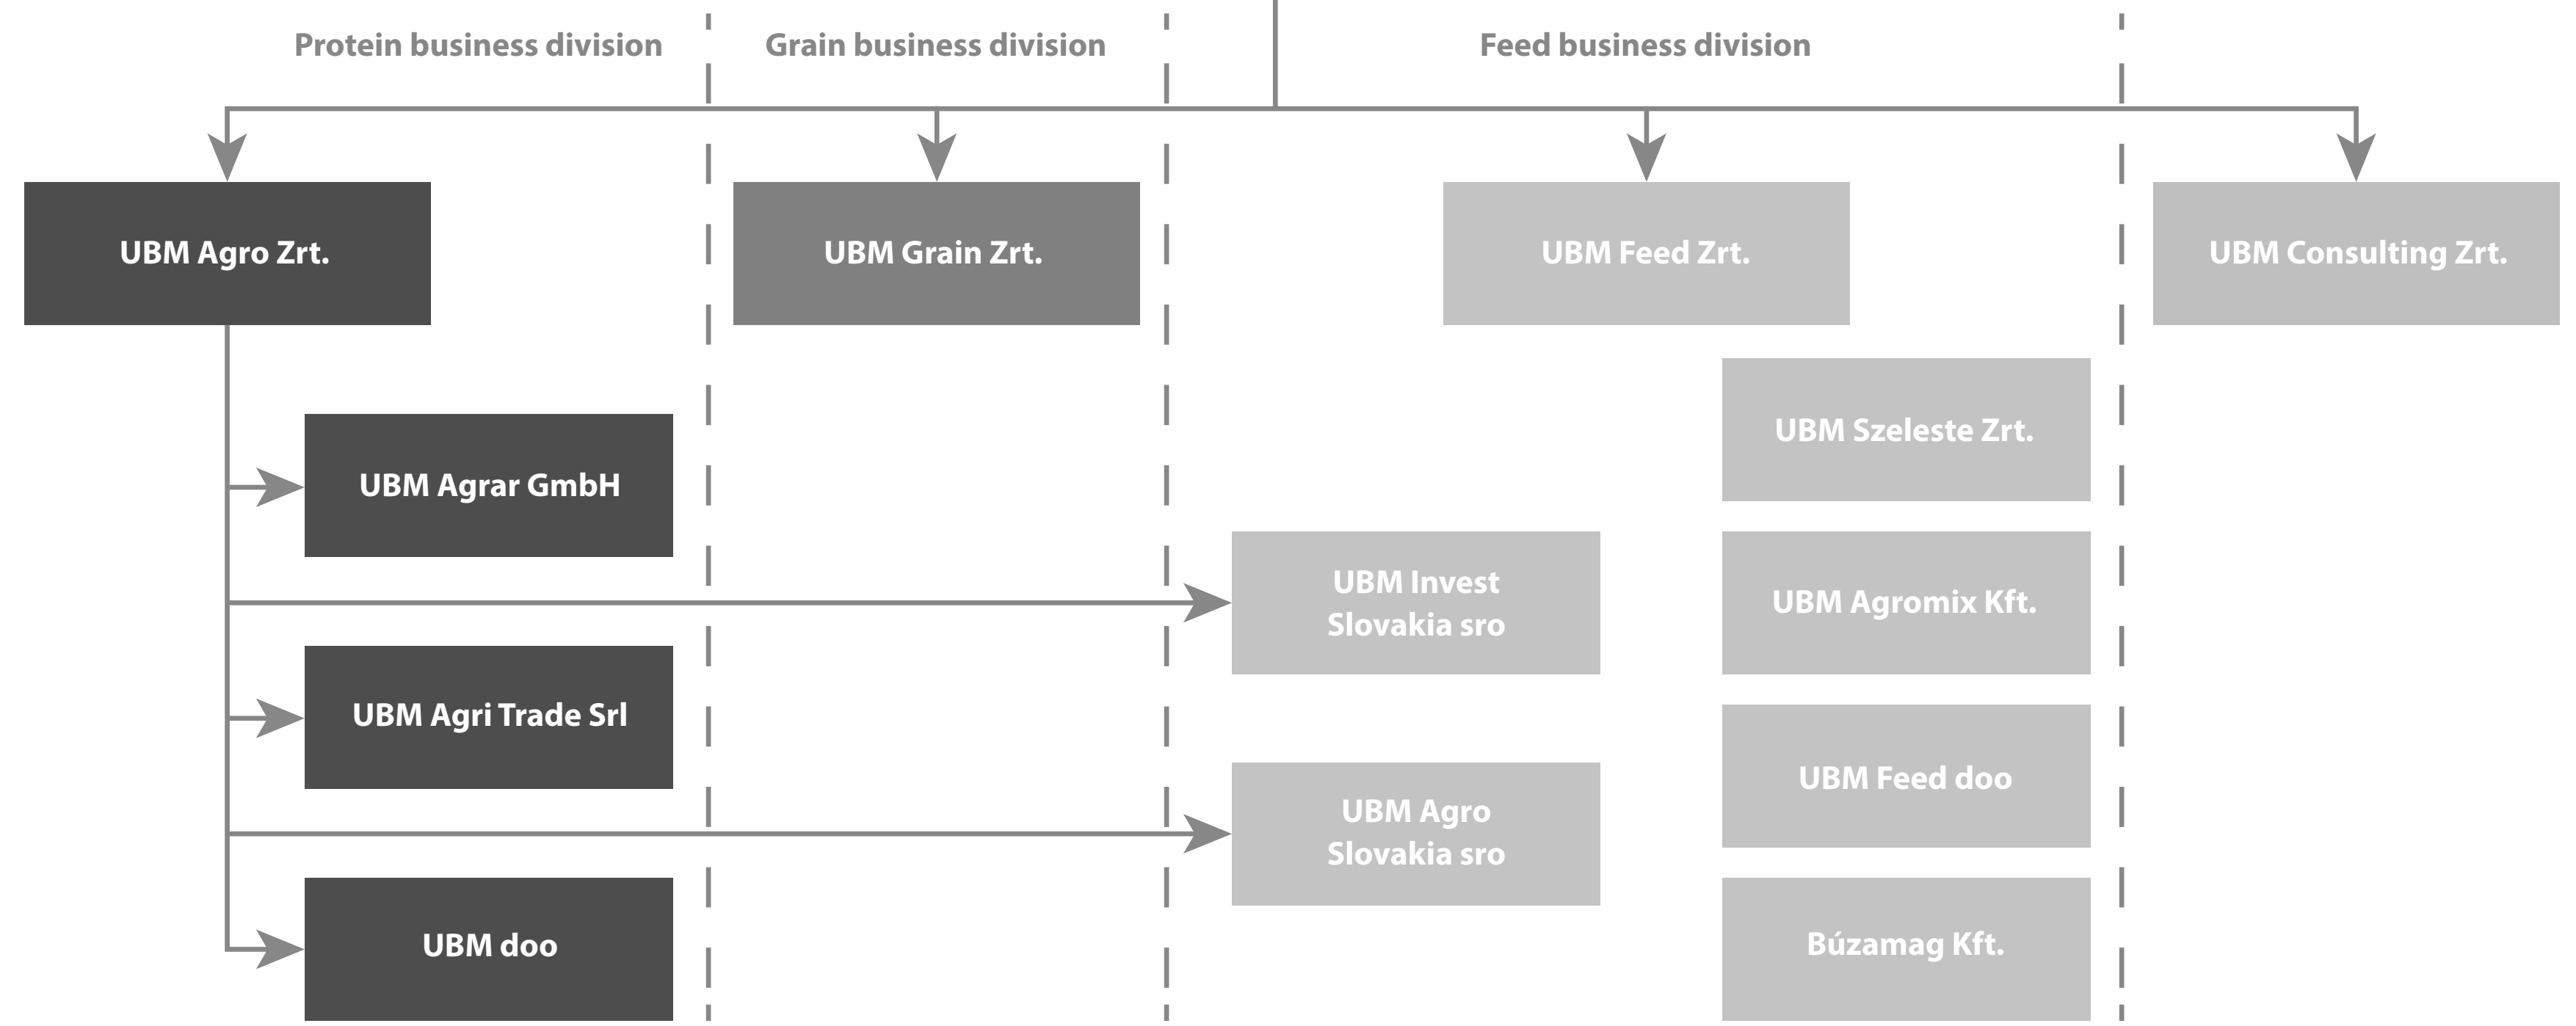 Protein business division
Grain business division
Feed business division
UBM Agro Zrt.
UBM Grain Zrt.
UBM Feed Zrt.
UBM Consulting Zrt.
UBM Szeleste Zrt.
UBM Agrar GmbH
UBM Invest
Slovakia sro
UBM Agromix Kft.
UBM Agri Trade Srl
UBM Feed doo
UBM Agro
Slovakia sro
UBM doo
Búzamag Kft.